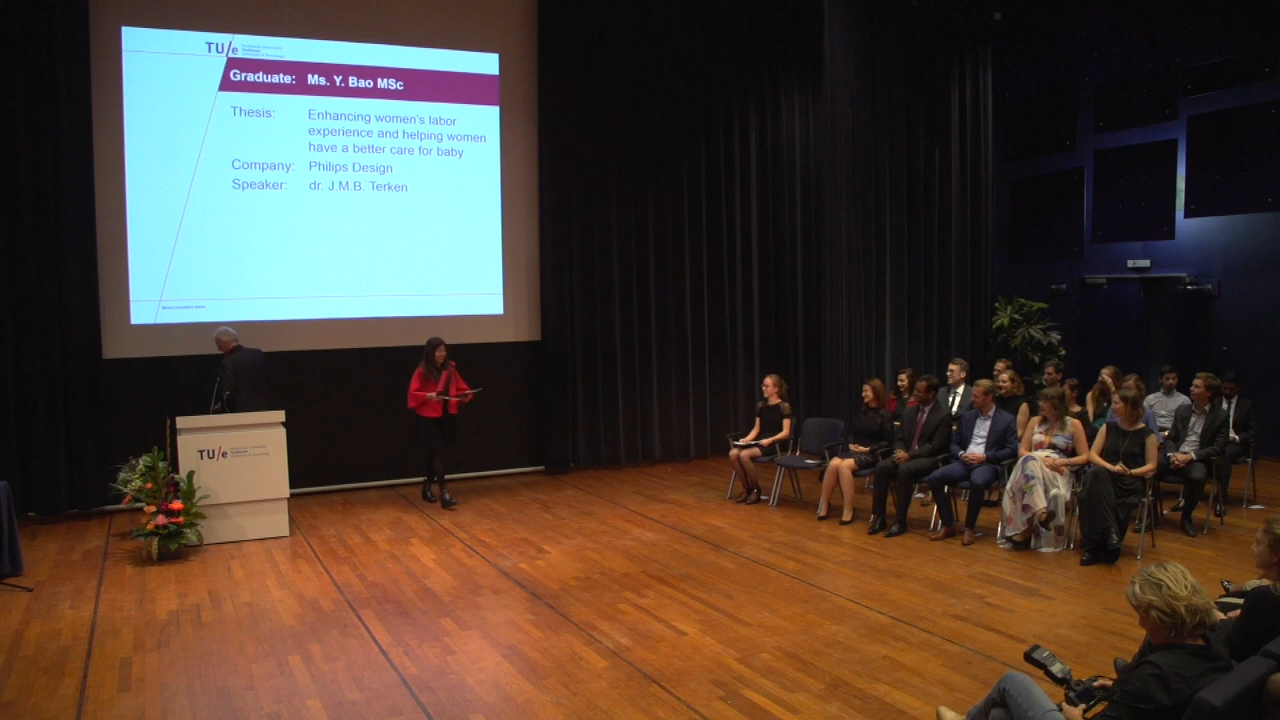 TU/e
Graduate: Ms. Y. Bao MSc
Thesis: Enhancing women's labor
experience and helping women
have a better care for baby
Company: Philips Design
Speaker: dr. J.M.B. Terken
TU/e